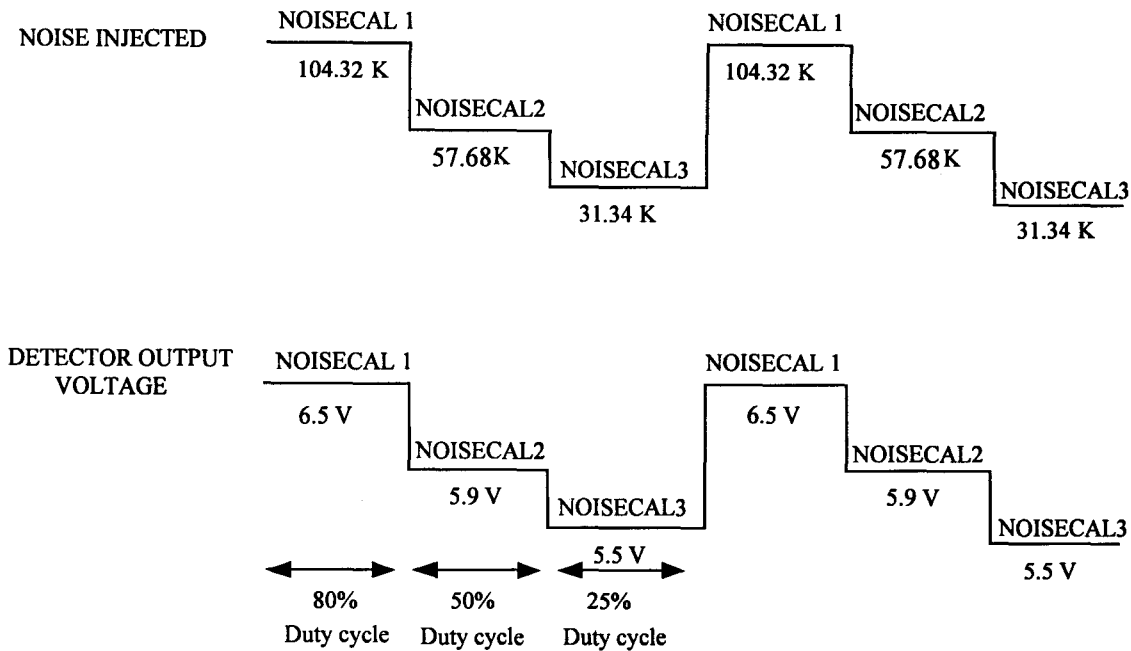 NOISE INJECTED
NOISECAL 1
104.32 K
NOISECAL2
57.68K
NOISECAL3
31.34 K
NOISECAL 1
104.32 K
NOISECAL2
57.68K
NOISECAL3
31.34 K
DETECTOR OUTPUT
VOLTAGE
NOISECAL 1
6.5 V
NOISECAL2
5.9 V
NOISECAL3
5.5 V
NOISECAL 1
6.5 V
NOISECAL2
5.9 V
NOISECAL3
5.5 V
80%
Duty cycle
50%
Duty cycle
25%
Duty cycle